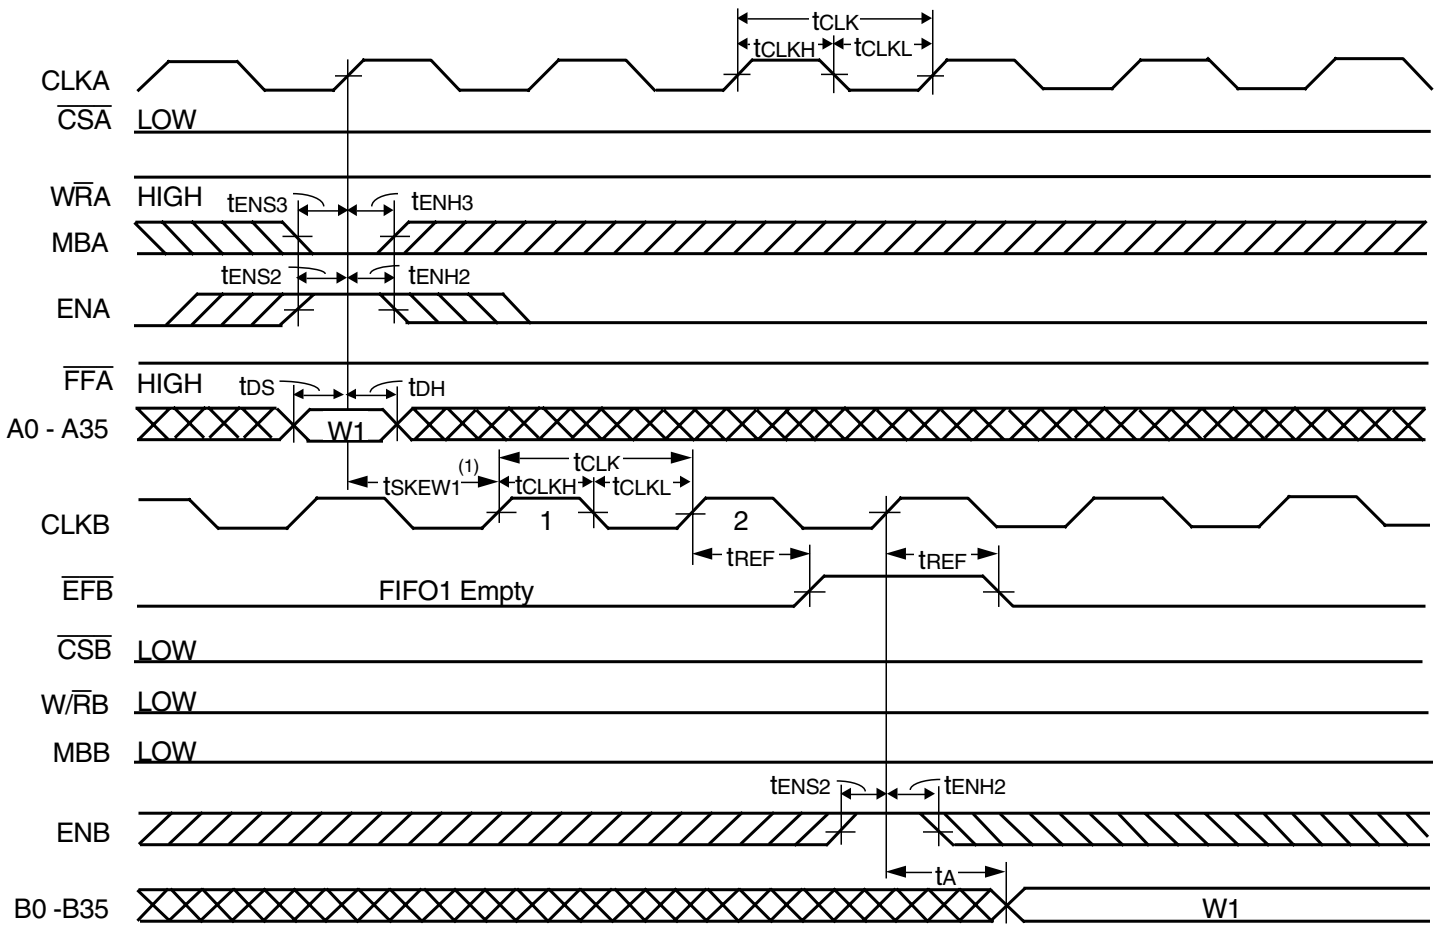 tCLK
tCLKH tCLKL
CLKA
CSA LOW
WRA HIGH
tENS3 tENH3
MBA
tENS2 tENH2
ENA
FFA HIGH
tDS tDH
A0 - A35 W1
tSKEW1 (1) tCLK
tCLKH tCLKL
CLKB 1 2
tREF tREF
EFB FIFO1 Empty
CSB LOW
W/RB LOW
MBB LOW
tENS2 tENH2
ENB
tA
B0 -B35 W1